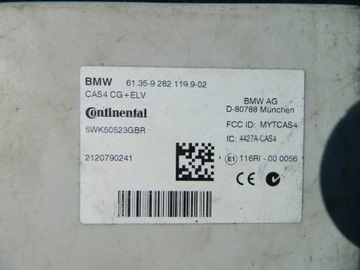 BMW 61.35-9 282 119.9-02
CAS4 CG+ELV
Continental
5WK50523GBR
2120790241
BMW AG
D-80788 München
FCC ID: MYTCAS4
IC: 4427A-CAS4
E1 116RI - 00 0056
CE